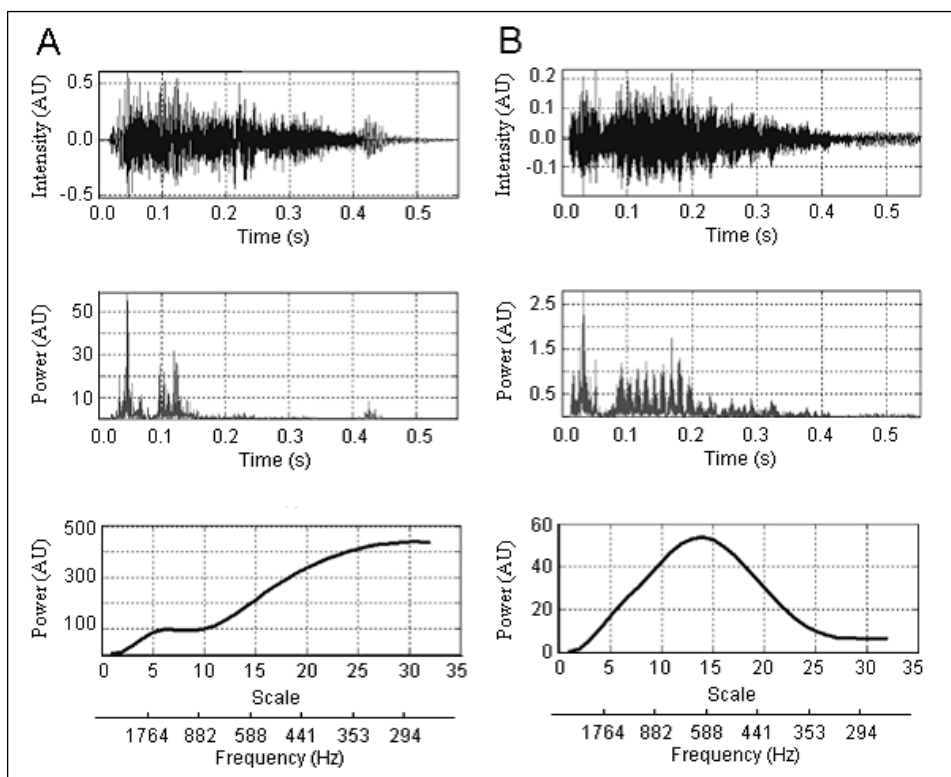 A
Intensity (AU)
0.5
0.0
-0.5
0.0 0.1 0.2 0.3 0.4 0.5
Time (s)
Power (AU)
50
30
10
0.0 0.1 0.2 0.3 0.4 0.5
Time (s)
Power (AU)
500
300
100
0 5 10 15 20 25 30 35
Scale
1764 882 588 441 353 294
Frequency (Hz)
B
Intensity (AU)
0.2
0.1
0.0
-0.1
0.0 0.1 0.2 0.3 0.4 0.5
Time (s)
Power (AU)
2.5
1.5
0.5
0.0 0.1 0.2 0.3 0.4 0.5
Time (s)
Power (AU)
60
40
20
0
0 5 10 15 20 25 30 35
Scale
1764 882 588 441 353 294
Frequency (Hz)